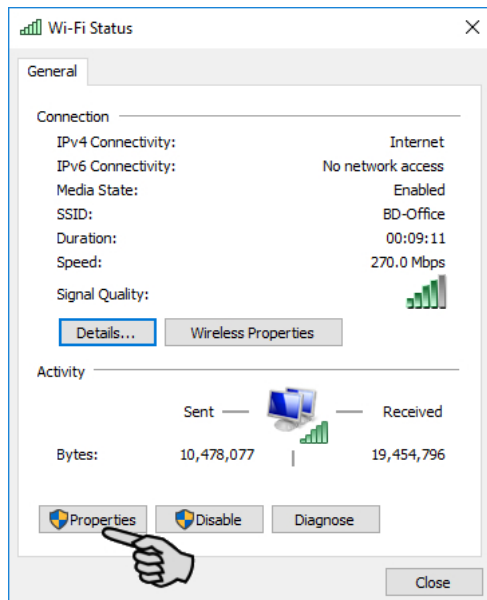 Wi-Fi Status
General
Connection
IPv4 Connectivity: Internet
IPv6 Connectivity: No network access
Media State: Enabled
SSID: BD-Office
Duration: 00:09:11
Speed: 270.0 Mbps
Signal Quality:
Details... Wireless Properties
Activity
Sent Received
Bytes: 10,478,077 19,454,796
Properties Disable Diagnose
Close